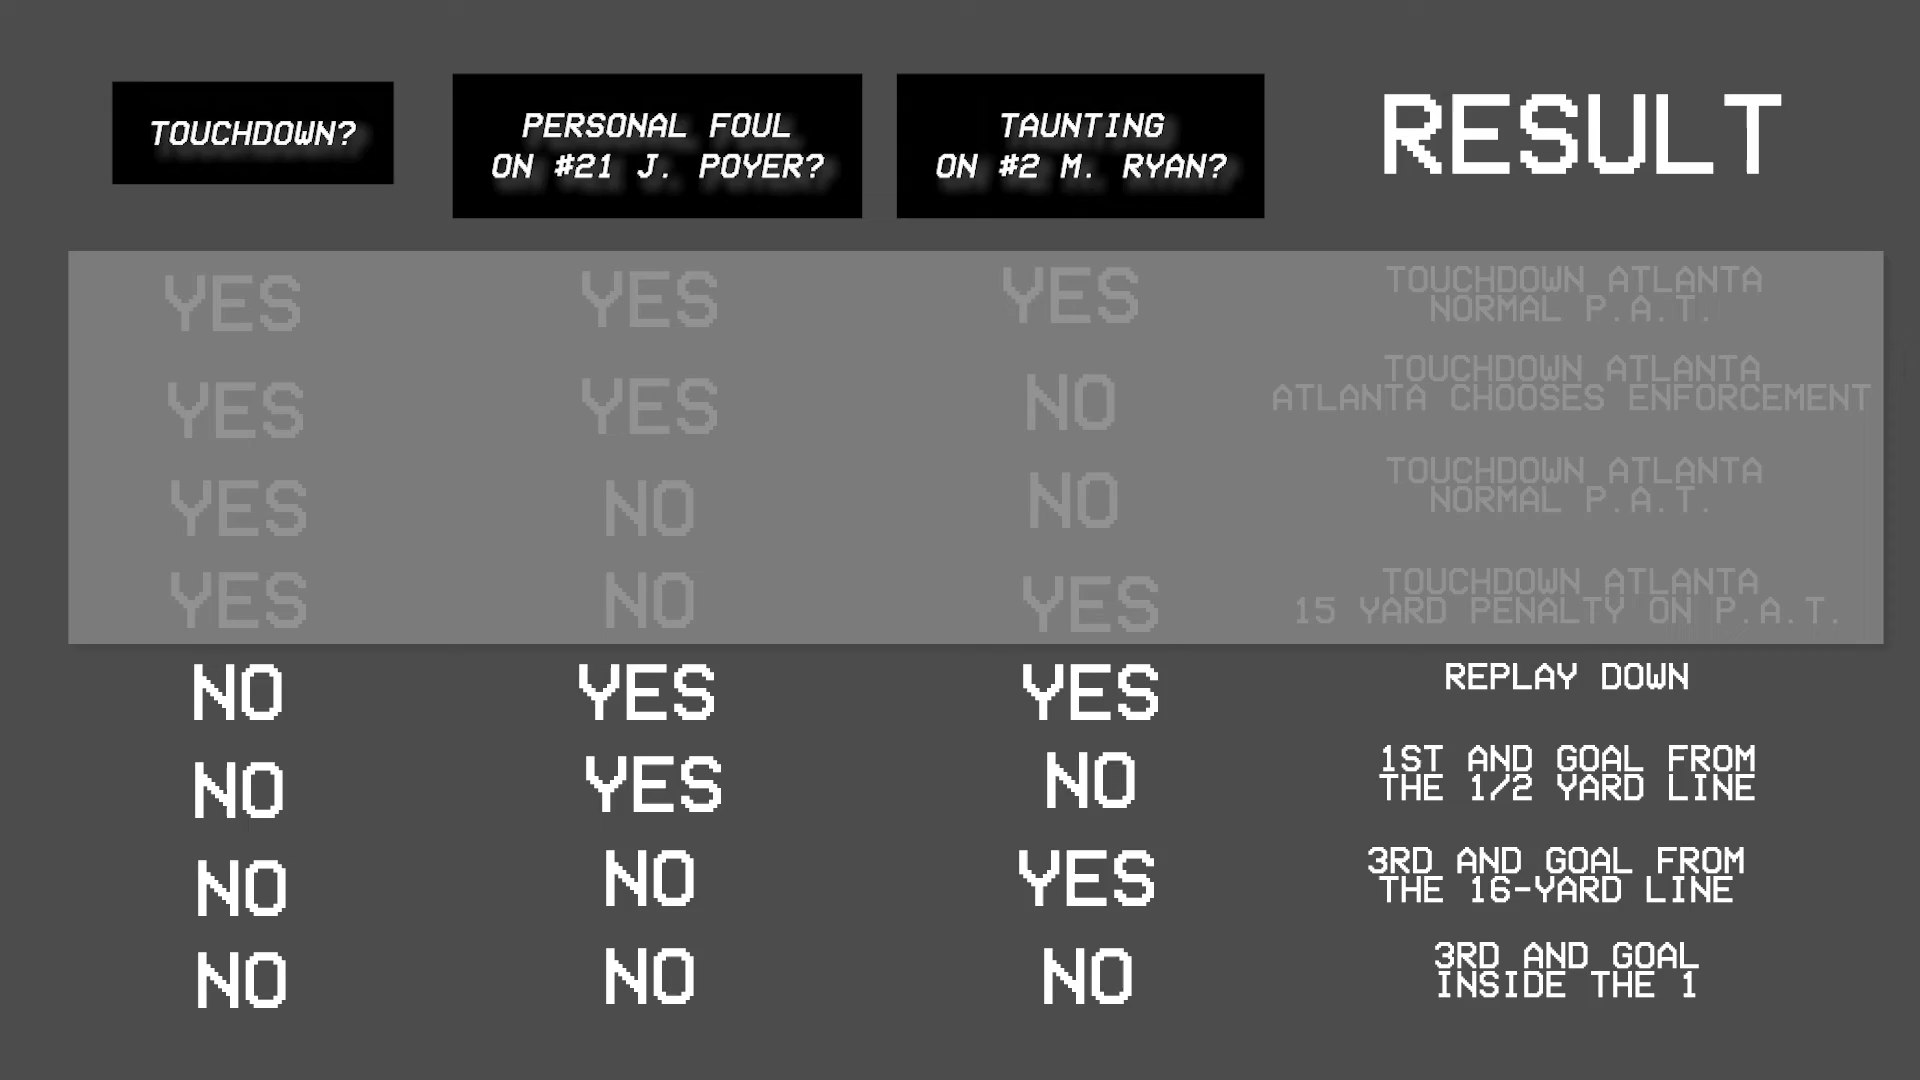 TOUCHDOWN?
PERSONAL FOUL
ON #21 J. POYER?
TAUNTING
ON #2 M. RYAN?
RESULT
YES YES YES TOUCHDOWN ATLANTA
NORMAL P.A.T.
YES YES NO TOUCHDOWN ATLANTA
ATLANTA CHOOSES ENFORCEMENT
YES NO NO TOUCHDOWN ATLANTA
NORMAL P.A.T.
YES NO YES TOUCHDOWN ATLANTA
15 YARD PENALTY ON P.A.T.
NO YES YES REPLAY DOWN
NO YES NO 1ST AND GOAL FROM
THE 1/2 YARD LINE
NO NO YES 3RD AND GOAL FROM
THE 16-YARD LINE
NO NO NO 3RD AND GOAL
INSIDE THE 1